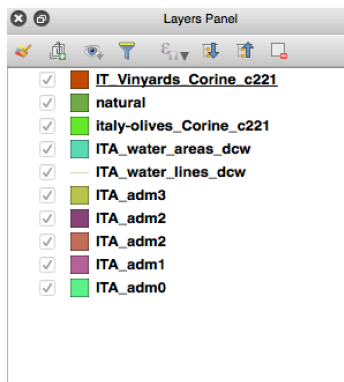 Layers Panel
IT_Vinyards_Corine_c221
natural
italy-olives_Corine_c221
ITA_water_areas_dcw
ITA_water_lines_dcw
ITA_adm3
ITA_adm2
ITA_adm2
ITA_adm1
ITA_adm0